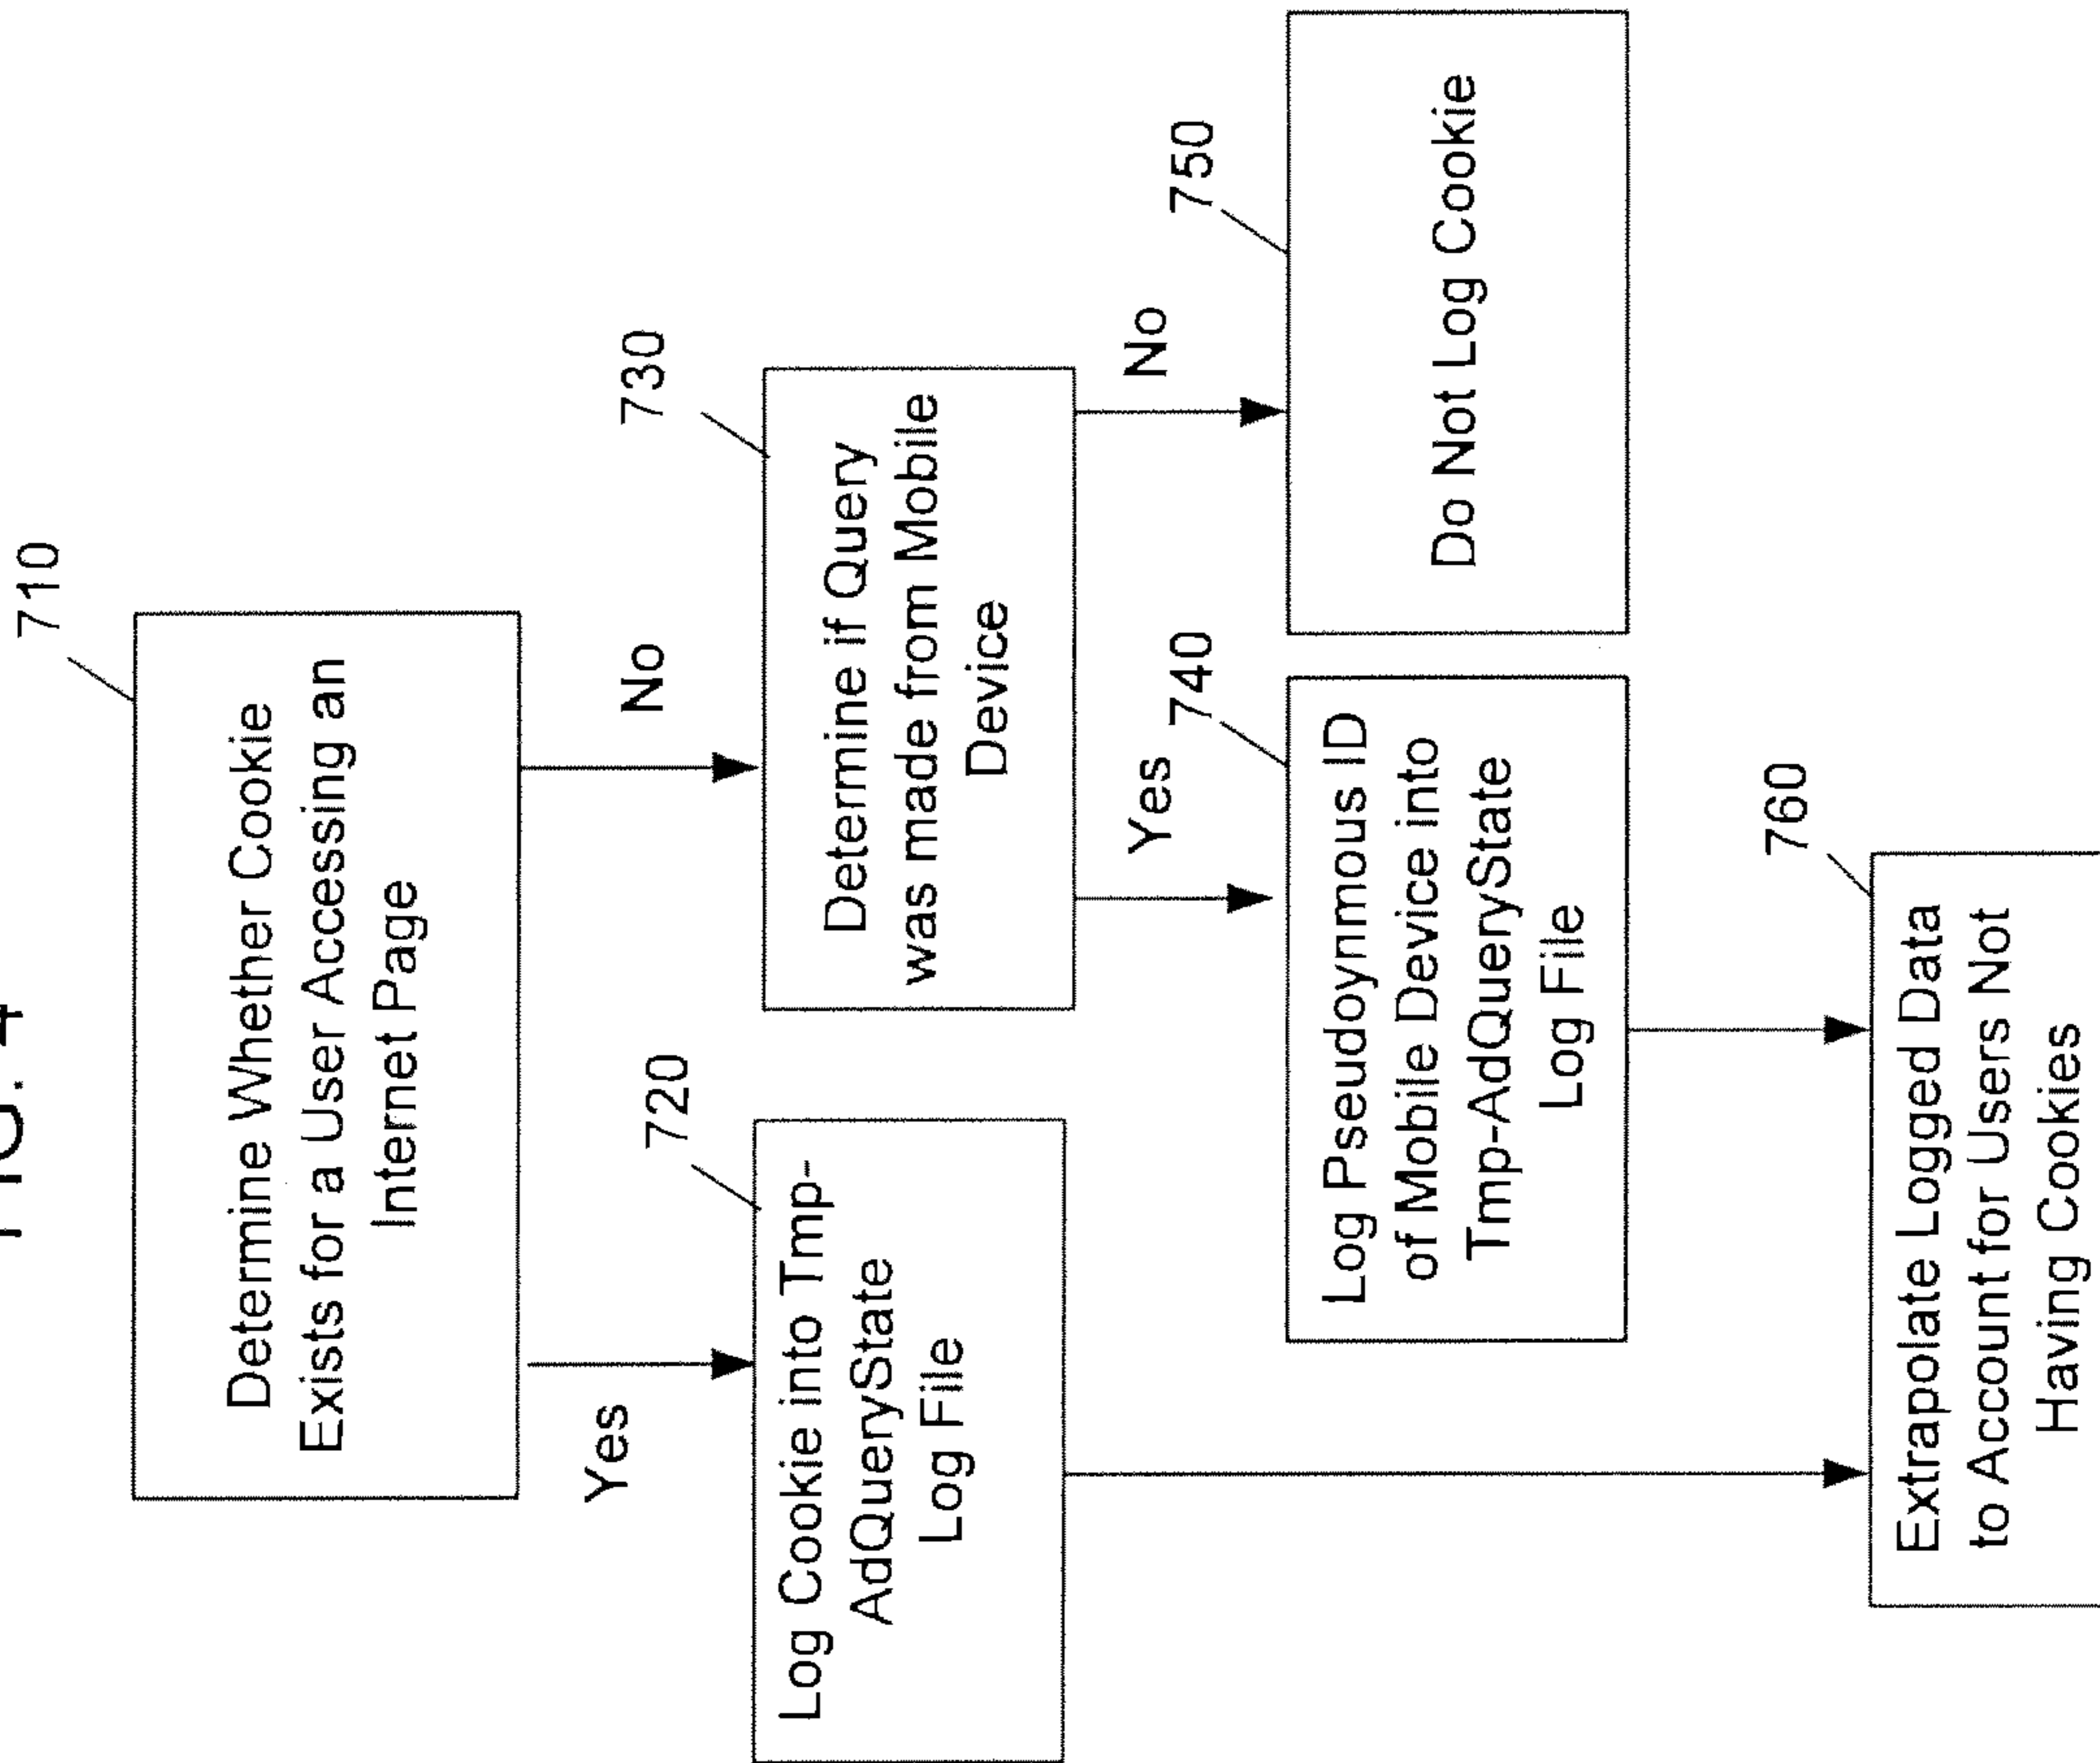 FIG. 4
710
Determine Whether Cookie
Exists for a User Accessing an
Internet Page
Yes
No
720
Log Cookie into Tmp-
AdQueryState
Log File
730
Determine if Query
was made from Mobile
Device
Yes
No
740
Log Pseudoynmous ID
of Mobile Device into
Tmp-AdQueryState
Log File
750
Do Not Log Cookie
760
Extrapolate Logged Data
to Account for Users Not
Having Cookies